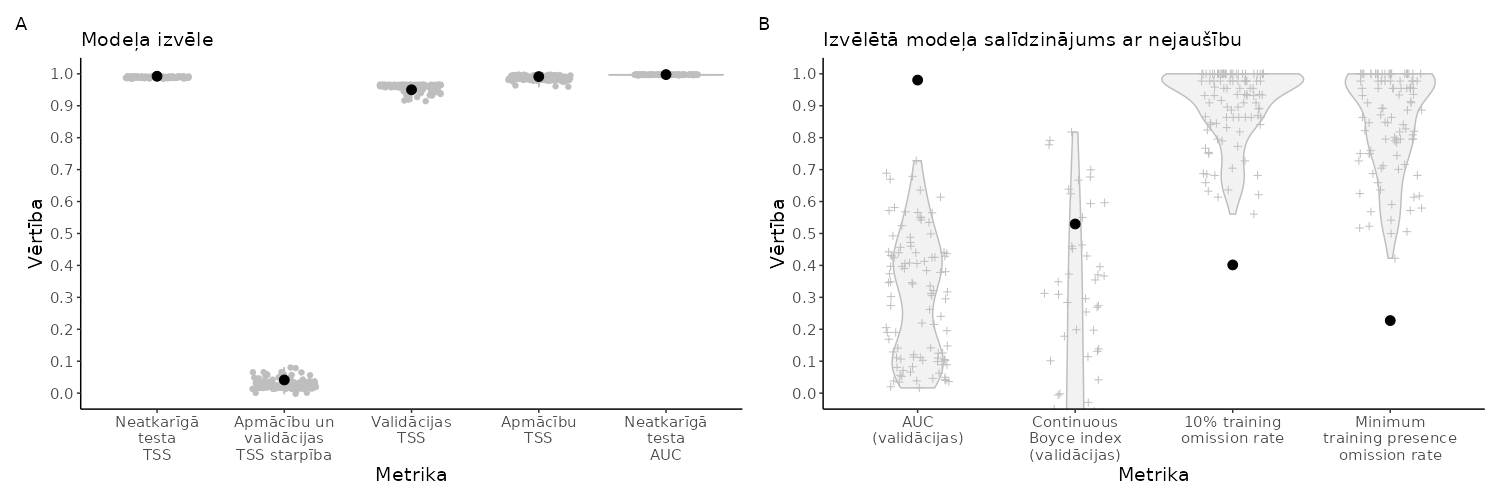 A
Modeļa izvēle
Vērtība
1.0
0.9
0.8
0.7
0.6
0.5
0.4
0.3
0.2
0.1
0.0
Neatkarīgā
testa
TSS
Apmācību un
validācijas
TSS starpība
Validācijas
TSS
Apmācību
TSS
Neatkarīgā
testa
AUC
Metrika
B
Izvēlētā modeļa salīdzinājums ar nejaušību
Vērtība
1.0
0.9
0.8
0.7
0.6
0.5
0.4
0.3
0.2
0.1
0.0
AUC
(validācijas)
Continuous
Boyce index
(validācijas)
10% training
omission rate
Minimum
training presence
omission rate
Metrika